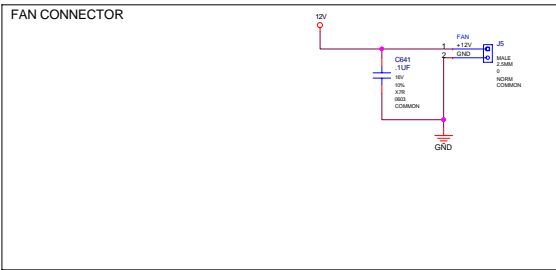 FAN CONNECTOR
12V
FAN
1
+12V
J5
2
GND
C641
.1UF
16V
10%
X7R
0603
COMMON
MALE
2.5MM
0
NORM
COMMON
GND